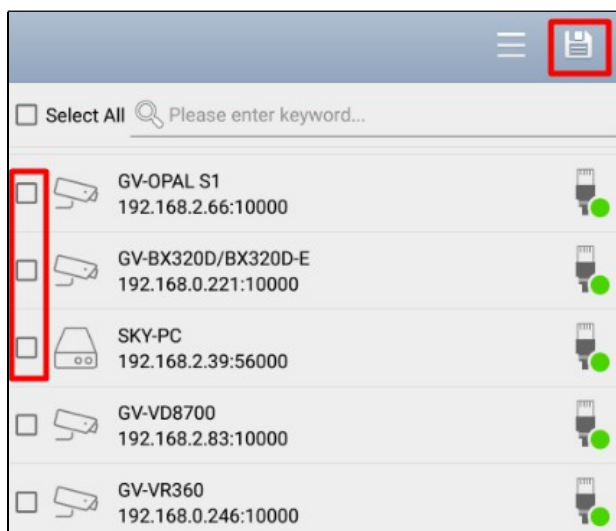 Select All Please enter keyword...
GV-OPAL S1
192.168.2.66:10000
GV-BX320D/BX320D-E
192.168.0.221:10000
SKY-PC
192.168.2.39:56000
GV-VD8700
192.168.2.83:10000
GV-VR360
192.168.0.246:10000